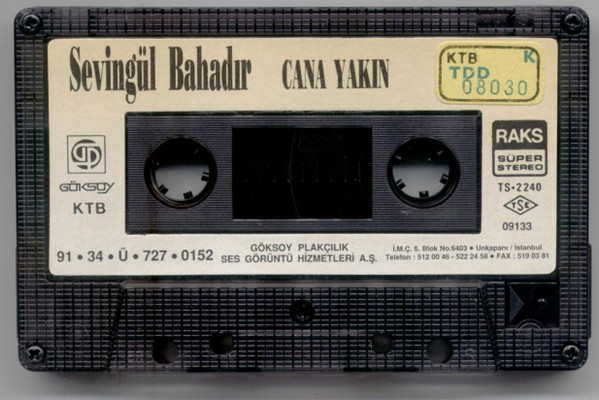 Sevingül Bahadır CANA YAKIN
KTB K
TDD
08030
GÖKSOY
KTB
RAKS
SÜPER
STEREO
TS•2240
TSE
09133
91 • 34 • Ü • 727 • 0152
GÖKSOY PLAKÇILIK
SES GÖRÜNTÜ HİZMETLERİ A.Ş.
İ.M.Ç. 6. Blok No.6403 • Unkapanı / İstanbul
Telefon : 512 00 46 - 522 24 58 • FAX : 519 03 81